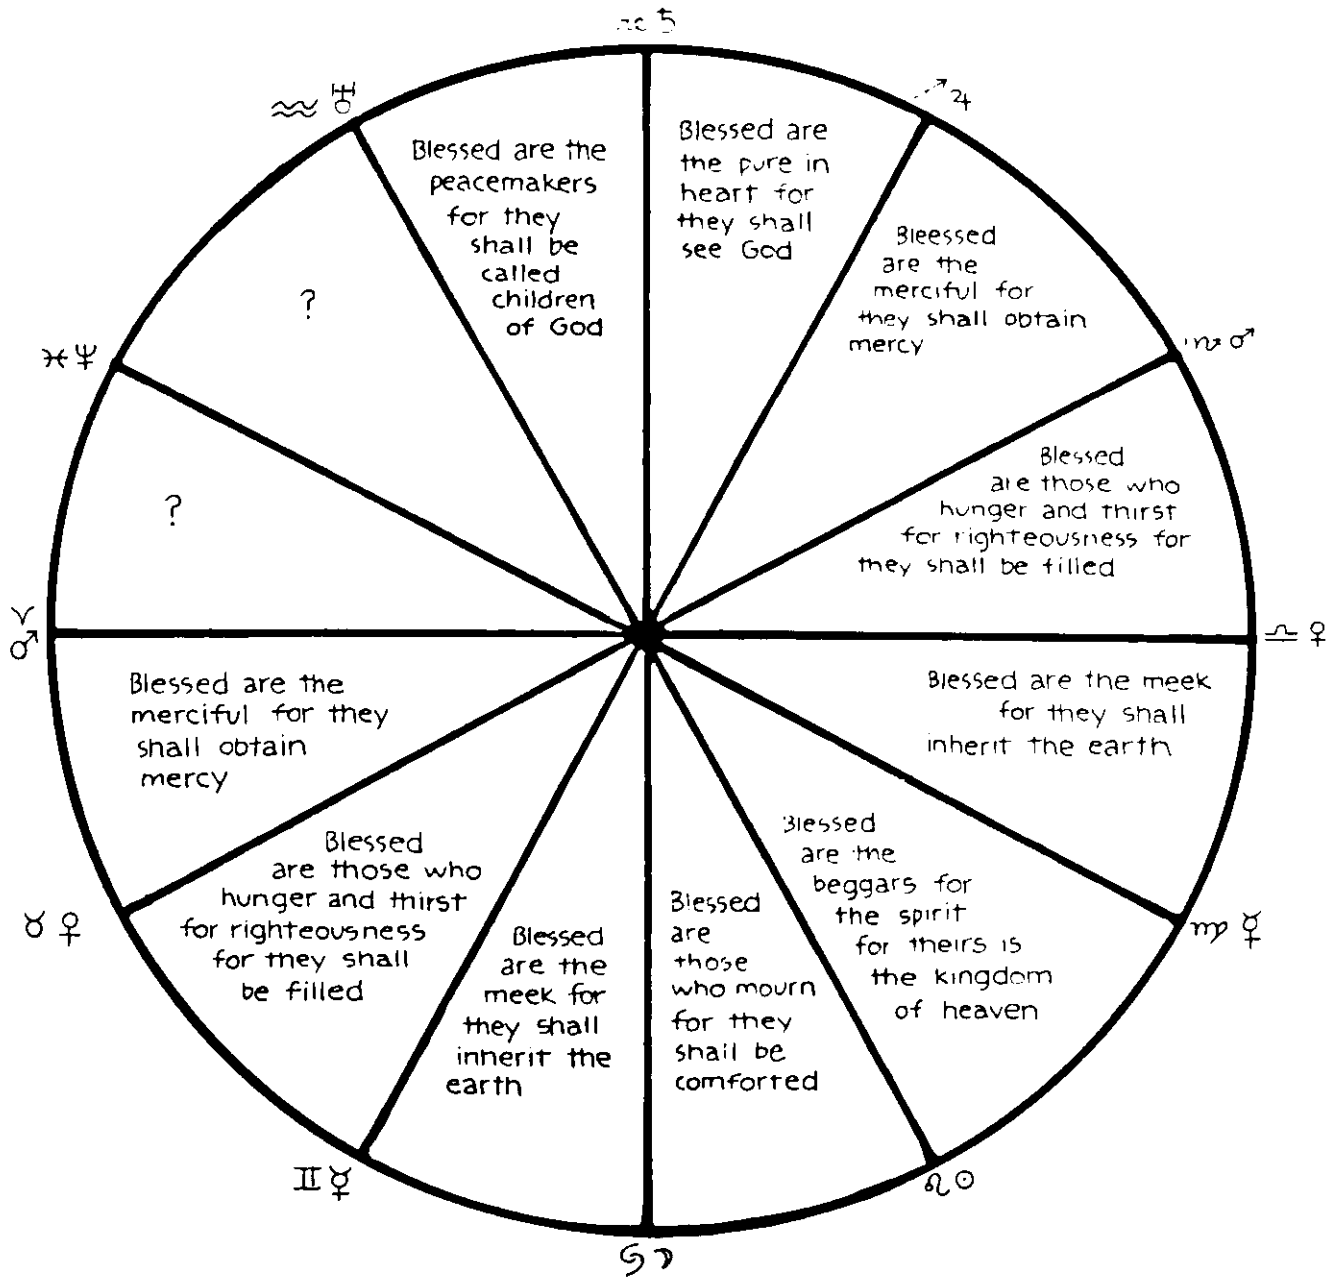 ♑ ♄
♒ ♅
♐ ♃
Blessed are the
peacemakers
for they
shall be
called
children
of God
Blessed are
the pure in
heart for
they shall
see God
Bleessed
are the
merciful for
they shall obtain
mercy
?
♓ ♆
♏ ♂
Blessed
are those who
hunger and thirst
for righteousness for
they shall be filled
?
♈
♂
♎ ♀
Blessed are the
merciful for they
shall obtain
mercy
Blessed are the meek
for they shall
inherit the earth
Blessed
are those who
hunger and thirst
for righteousness
for they shall
be filled
Blessed
are the
meek for
they shall
inherit the
earth
Blessed
are
those
who mourn
for they
shall be
comforted
Blessed
are the
beggars for
the spirit
for theirs is
the kingdom
of heaven
♉ ♀
♍ ☿
♊ ☿
♌ ☉
♋ ☽